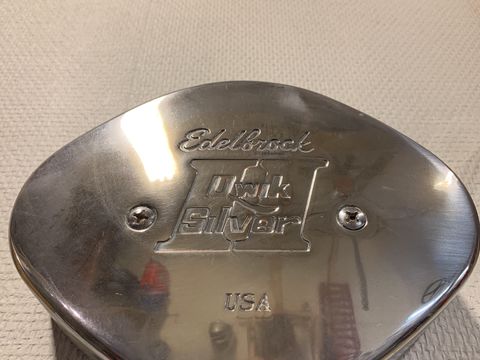 Edelbrock
II
Qwik
Silver
USA